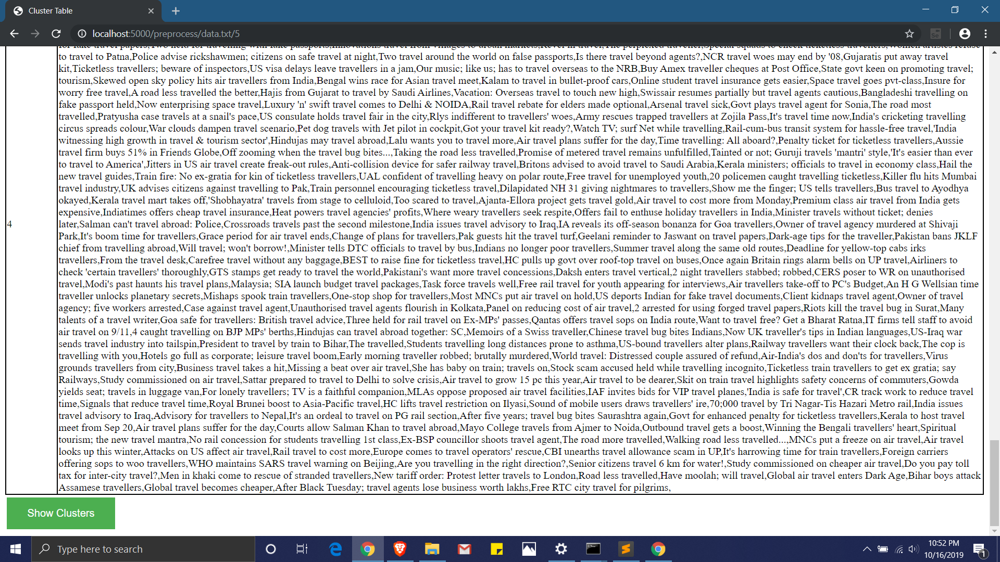 Cluster Table
localhost:5000/preprocess/data.txt/5
to travel to Patna,Police advise rickshawmen; citizens on safe travel at night,Two travel around the world on false passports,Is there travel beyond agents?,NCR travel woes may end by '08,Gujaratis put away travel
kit,Ticketless travellers; beware of inspectors,US visa delays leave travellers in a jam,Our music; like us; has to travel overseas to the NRB,Buy Amex traveller cheques at Post Office,State govt keen on promoting travel;
tourism,Skewed open sky policy hits air travellers from India,Bengal wins race for Asian travel meet,Kalam to travel in bullet-proof cars,Online student travel insurance gets easier,Space travel goes pvt-class,Insure for
worry free travel,A road less travelled the better,Hajis from Gujarat to travel by Saudi Airlines,Vacation: Overseas travel to touch new high,Swissair resumes partially but travel agents cautious,Bangladeshi travelling on
fake passport held,Now enterprising space travel,Luxury 'n' swift travel comes to Delhi & NOIDA,Rail travel rebate for elders made optional,Arsenal travel sick,Govt plays travel agent for Sonia,The road most
travelled,Pratyusha case travels at a snail's pace,US consulate holds travel fair in the city,Rlys indifferent to travellers' woes,Army rescues trapped travellers at Zojila Pass,It's travel time now,India's cricketing travelling
circus spreads colour,War clouds dampen travel scenario,Pet dog travels with Jet pilot in cockpit,Got your travel kit ready?,Watch TV; surf Net while travelling,Rail-cum-bus transit system for hassle-free travel,'India
witnessing high growth in travel & tourism sector',Hindujas may travel abroad,Lalu wants you to travel more,Air travel plans suffer for the day,Time travelling: All aboard?,Penalty ticket for ticketless travellers,Aussie
travel firm buys 51% in Friends Globe,Off zooming when the travel bug bites...,Taking the road less travelled,Promise of metered travel remains unfulfilled,Tainted or not; Guruji travels 'mantri' style,'It's easier than ever
to travel to America',Jitters in US air travel create freak-out rules,Anti-collision device for safer railway travel,Britons advised to avoid travel to Saudi Arabia,Kerala ministers; officials to travel in economy class,Hail the
new travel guides,Train fire: No ex-gratia for kin of ticketless travellers,UAL confident of travelling heavy on polar route,Free travel for unemployed youth,20 policemen caught travelling ticketless,Killer flu hits Mumbai
travel industry,UK advises citizens against travelling to Pak,Train personnel encouraging ticketless travel,Dilapidated NH 31 giving nightmares to travellers,Show me the finger; US tells travellers,Bus travel to Ayodhya
okayed,Kerala travel mart takes off,'Shobhayatra' travels from stage to celluloid,Too scared to travel,Ajanta-Ellora project gets travel gold,Air travel to cost more from Monday,Premium class air travel from India gets
expensive,Indiatimes offers cheap travel insurance,Heat powers travel agencies' profits,Where weary travellers seek respite,Offers fail to enthuse holiday travellers in India,Minister travels without ticket; denies
4 later,Salman can't travel abroad: Police,Crossroads travels past the second milestone,India issues travel advisory to Iraq,IA reveals its off-season bonanza for Goa travellers,Owner of travel agency murdered at Shivaji
Park,It's boom time for travellers,Grace period for air travel ends,Change of plans for travellers,Pak guests hit the travel turf,Geelani reminder to Jaswant on travel papers,Dark-age tips for the traveller,Pakistan bans JKLF
chief from travelling abroad,Will travel; won't borrow!,Minister tells DTC officials to travel by bus,Indians no longer poor travellers,Summer travel along the same old routes,Deadline for yellow-top cabs irks
travellers,From the travel desk,Carefree travel without any baggage,BEST to raise fine for ticketless travel,HC pulls up govt over roof-top travel on buses,Once again Britain rings alarm bells on UP travel,Airliners to
check 'certain travellers' thoroughly,GTS stamps get ready to travel the world,Pakistani's want more travel concessions,Daksh enters travel vertical,2 night travellers stabbed; robbed,CERS poser to WR on unauthorised
travel,Modi's past haunts his travel plans,Malaysia; SIA launch budget travel packages,Task force travels well,Free rail travel for youth appearing for interviews,Air travellers take-off to PC's Budget,An H G Wellsian time
traveller unlocks planetary secrets,Mishaps spook train travellers,One-stop shop for travellers,Most MNCs put air travel on hold,US deports Indian for fake travel documents,Client kidnaps travel agent,Owner of travel
agency; five workers arrested,Case against travel agent,Unauthorised travel agents flourish in Kolkata,Panel on reducing cost of air travel,2 arrested for using forged travel papers,Riots kill the travel bug in Surat,Many
talents of a travel writer,Goa safe for travellers: British travel advice,Three held for rail travel on Ex-MPs' passes,Qantas offers travel sops on India route,Want to travel free? Get a Bharat Ratna,IT firms tell staff to avoid
air travel on 9/11,4 caught travelling on BJP MPs' berths,Hindujas can travel abroad together: SC,Memoirs of a Swiss traveller,Chinese travel bug bites Indians,Now UK traveller's tips in Indian languages,US-Iraq war
sends travel industry into tailspin,President to travel by train to Bihar,The travelled,Students travelling long distances prone to asthma,US-bound travellers alter plans,Railway travellers want their clock back,The cop is
travelling with you,Hotels go full as corporate; leisure travel boom,Early morning traveller robbed; brutally murdered,World travel: Distressed couple assured of refund,Air-India's dos and don'ts for travellers,Virus
grounds travellers from city,Business travel takes a hit,Missing a beat over air travel,She has baby on train; travels on,Stock scam accused held while travelling incognito,Ticketless train travellers to get ex gratia; say
Railways,Study commissioned on air travel,Sattar prepared to travel to Delhi to solve crisis,Air travel to grow 15 pc this year,Air travel to be dearer,Skit on train travel highlights safety concerns of commuters,Gowda
yields seat; travels in luggage van,For lonely travellers; TV is a faithful companion,MLAs oppose proposed air travel facilities,IAF invites bids for VIP travel planes,'India is safe for travel',CR track work to reduce travel
time,Signals that reduce travel time,Royal Brunei boost to Asia-Pacific travel,HC lifts travel restriction on Ilyasi,Sound of mobile users draws travellers' ire,70;000 travel by Tri Nagar-Tis Hazari Metro rail,India issues
travel advisory to Iraq,Advisory for travellers to Nepal,It's an ordeal to travel on PG rail section,After five years; travel bug bites Saurashtra again,Govt for enhanced penalty for ticketless travellers,Kerala to host travel
meet from Sep 20,Air travel plans suffer for the day,Courts allow Salman Khan to travel abroad,Mayo College travels from Ajmer to Noida,Outbound travel gets a boost,Winning the Bengali travellers' heart,Spiritual
tourism; the new travel mantra,No rail concession for students travelling 1st class,Ex-BSP councillor shoots travel agent,The road more travelled,Walking road less travelled...,MNCs put a freeze on air travel,Air travel
looks up this winter,Attacks on US affect air travel,Rail travel to cost more,Europe comes to travel operators' rescue,CBI unearths travel allowance scam in UP,It's harrowing time for train travellers,Foreign carriers
offering sops to woo travellers,WHO maintains SARS travel warning on Beijing,Are you travelling in the right direction?,Senior citizens travel 6 km for water!,Study commissioned on cheaper air travel,Do you pay toll
tax for inter-city travel?,Men in khaki come to rescue of stranded travellers,New tariff order: Protest letter travels to London,Road less travelled,Have moolah; will travel,Global air travel enters Dark Age,Bihar boys attack
Assamese travellers,Global travel becomes cheaper,After Black Tuesday; travel agents lose business worth lakhs,Free RTC city travel for pilgrims,
Show Clusters
Type here to search
10:52 PM
10/16/2019
1